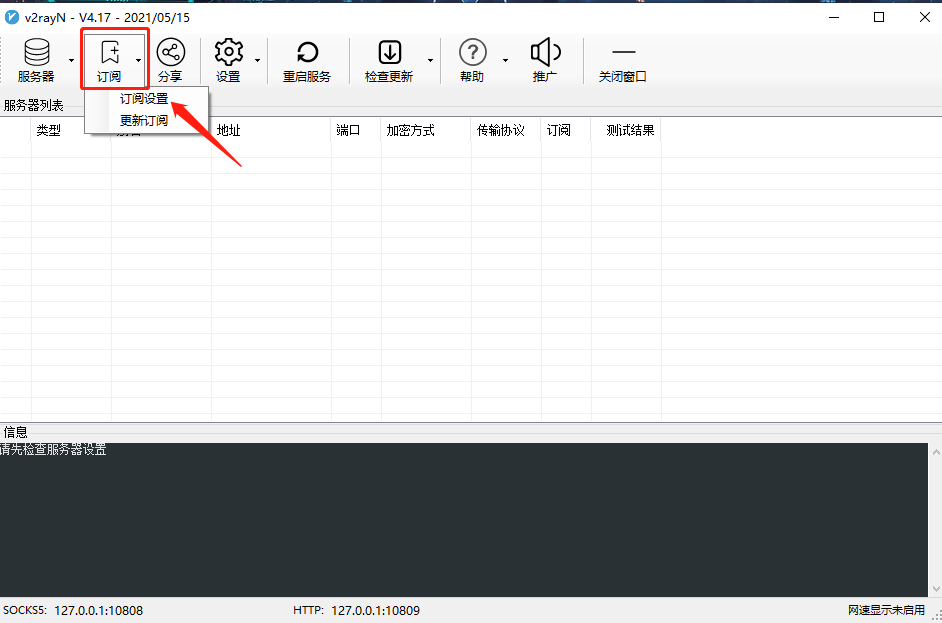 v2rayN - V4.17 - 2021/05/15
服务器 订阅 分享 设置 重启服务 检查更新 ? 帮助 推广 关闭窗口
订阅设置
更新订阅
服务器列表
类型 地址 端口 加密方式 传输协议 订阅 测试结果
信息
请先检查服务器设置
SOCKS5: 127.0.0.1:10808 HTTP: 127.0.0.1:10809 网速显示未启用